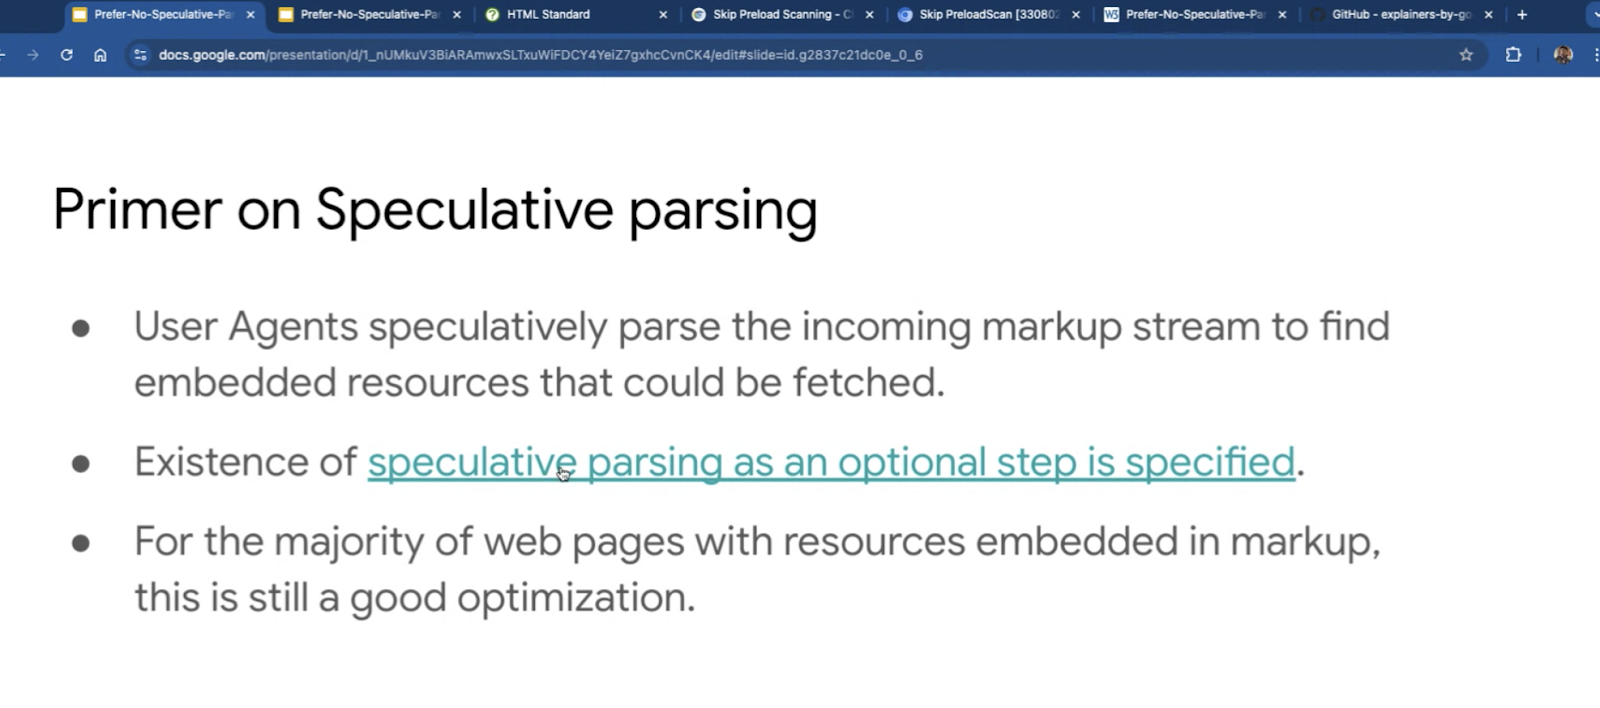 Prefer-No-Speculative-Pa
Prefer-No-Speculative-Pa
HTML Standard
Skip Preload Scanning - C
Skip PreloadScan [33080
Prefer-No-Speculative-Pa
GitHub - explainers-by-go
docs.google.com/presentation/d/1_nUMkuV3BiARAmwxSLTxuWiFDCY4YeiZ7gxhcCvnCK4/edit#slide=id.g2837c21dc0e_0_6
Primer on Speculative parsing
● User Agents speculatively parse the incoming markup stream to find
embedded resources that could be fetched.
● Existence of speculative parsing as an optional step is specified.
● For the majority of web pages with resources embedded in markup,
this is still a good optimization.